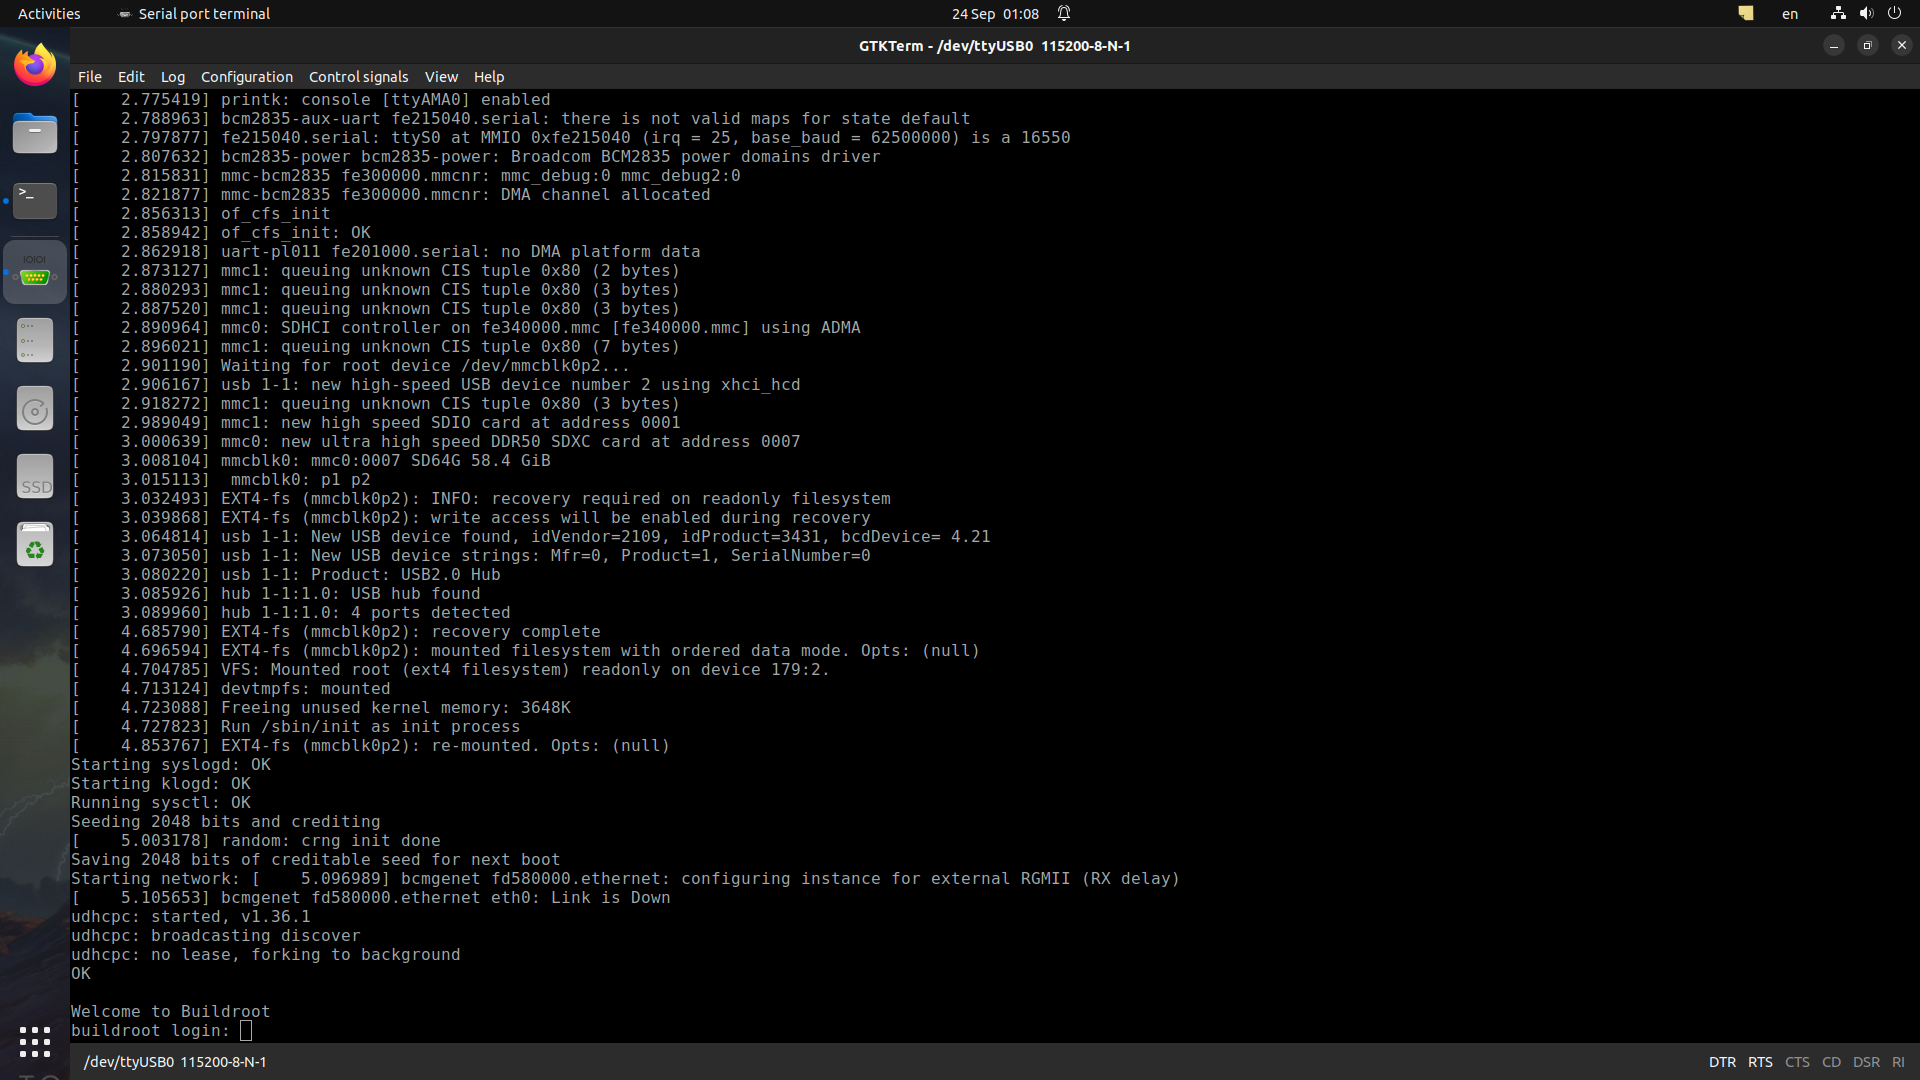 Activities
Serial port terminal
24 Sep 01:08
en
GTKTerm - /dev/ttyUSB0 115200-8-N-1
File Edit Log Configuration Control signals View Help
[    2.775419] printk: console [ttyAMA0] enabled
[    2.788963] bcm2835-aux-uart fe215040.serial: there is not valid maps for state default
[    2.797877] fe215040.serial: ttyS0 at MMIO 0xfe215040 (irq = 25, base_baud = 62500000) is a 16550
[    2.807632] bcm2835-power bcm2835-power: Broadcom BCM2835 power domains driver
[    2.815831] mmc-bcm2835 fe300000.mmcnr: mmc_debug:0 mmc_debug2:0
[    2.821877] mmc-bcm2835 fe300000.mmcnr: DMA channel allocated
[    2.856313] of_cfs_init
[    2.858942] of_cfs_init: OK
[    2.862918] uart-pl011 fe201000.serial: no DMA platform data
[    2.873127] mmc1: queuing unknown CIS tuple 0x80 (2 bytes)
[    2.880293] mmc1: queuing unknown CIS tuple 0x80 (3 bytes)
[    2.887520] mmc1: queuing unknown CIS tuple 0x80 (3 bytes)
[    2.890964] mmc0: SDHCI controller on fe340000.mmc [fe340000.mmc] using ADMA
[    2.896021] mmc1: queuing unknown CIS tuple 0x80 (7 bytes)
[    2.901190] Waiting for root device /dev/mmcblk0p2...
[    2.906167] usb 1-1: new high-speed USB device number 2 using xhci_hcd
[    2.918272] mmc1: queuing unknown CIS tuple 0x80 (3 bytes)
[    2.989049] mmc1: new high speed SDIO card at address 0001
[    3.000639] mmc0: new ultra high speed DDR50 SDXC card at address 0007
[    3.008104] mmcblk0: mmc0:0007 SD64G 58.4 GiB
[    3.015113]  mmcblk0: p1 p2
[    3.032493] EXT4-fs (mmcblk0p2): INFO: recovery required on readonly filesystem
[    3.039868] EXT4-fs (mmcblk0p2): write access will be enabled during recovery
[    3.064814] usb 1-1: New USB device found, idVendor=2109, idProduct=3431, bcdDevice= 4.21
[    3.073050] usb 1-1: New USB device strings: Mfr=0, Product=1, SerialNumber=0
[    3.080220] usb 1-1: Product: USB2.0 Hub
[    3.085926] hub 1-1:1.0: USB hub found
[    3.089960] hub 1-1:1.0: 4 ports detected
[    4.685790] EXT4-fs (mmcblk0p2): recovery complete
[    4.696594] EXT4-fs (mmcblk0p2): mounted filesystem with ordered data mode. Opts: (null)
[    4.704785] VFS: Mounted root (ext4 filesystem) readonly on device 179:2.
[    4.713124] devtmpfs: mounted
[    4.723088] Freeing unused kernel memory: 3648K
[    4.727823] Run /sbin/init as init process
[    4.853767] EXT4-fs (mmcblk0p2): re-mounted. Opts: (null)
Starting syslogd: OK
Starting klogd: OK
Running sysctl: OK
Seeding 2048 bits and crediting
[    5.003178] random: crng init done
Saving 2048 bits of creditable seed for next boot
Starting network: [    5.096989] bcmgenet fd580000.ethernet: configuring instance for external RGMII (RX delay)
[    5.105653] bcmgenet fd580000.ethernet eth0: Link is Down
udhcpc: started, v1.36.1
udhcpc: broadcasting discover
udhcpc: no lease, forking to background
OK
Welcome to Buildroot
buildroot login:
/dev/ttyUSB0 115200-8-N-1
DTR RTS CTS CD DSR RI
>_
IOIOI
SSD